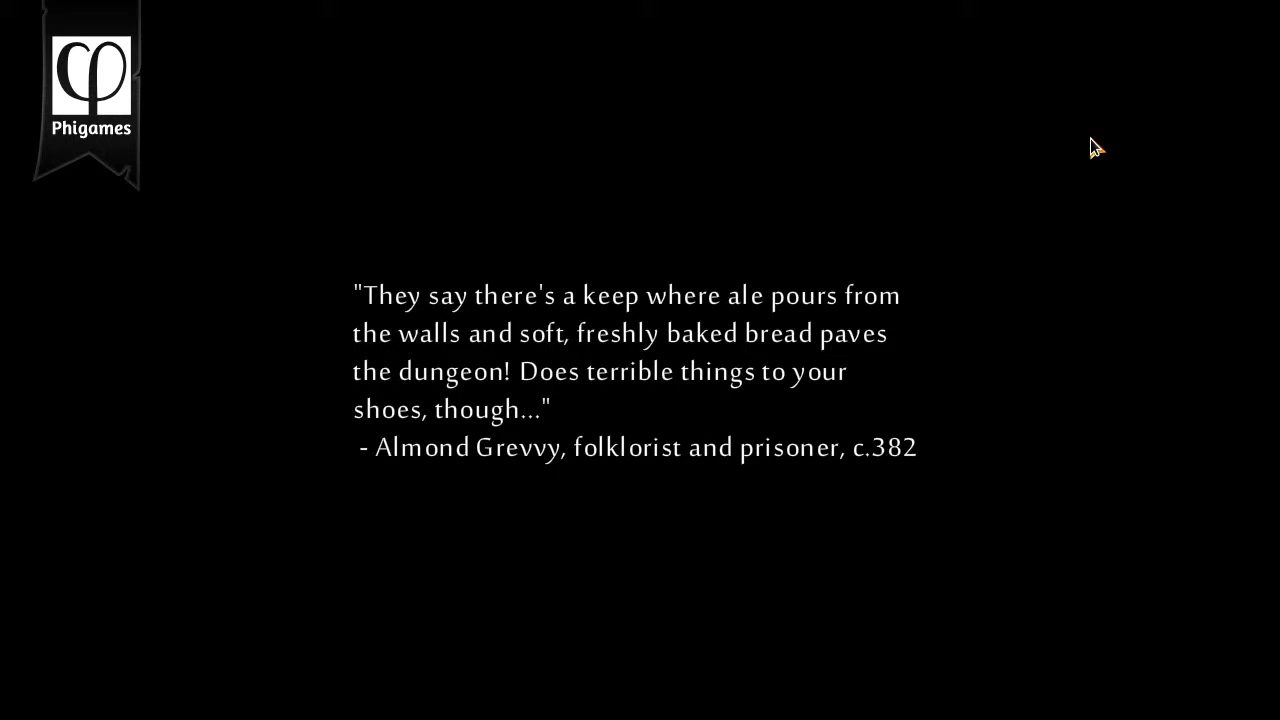 φ
Phigames
"They say there's a keep where ale pours from
the walls and soft, freshly baked bread paves
the dungeon! Does terrible things to your
shoes, though..."
- Almond Grevvy, folklorist and prisoner, c.382